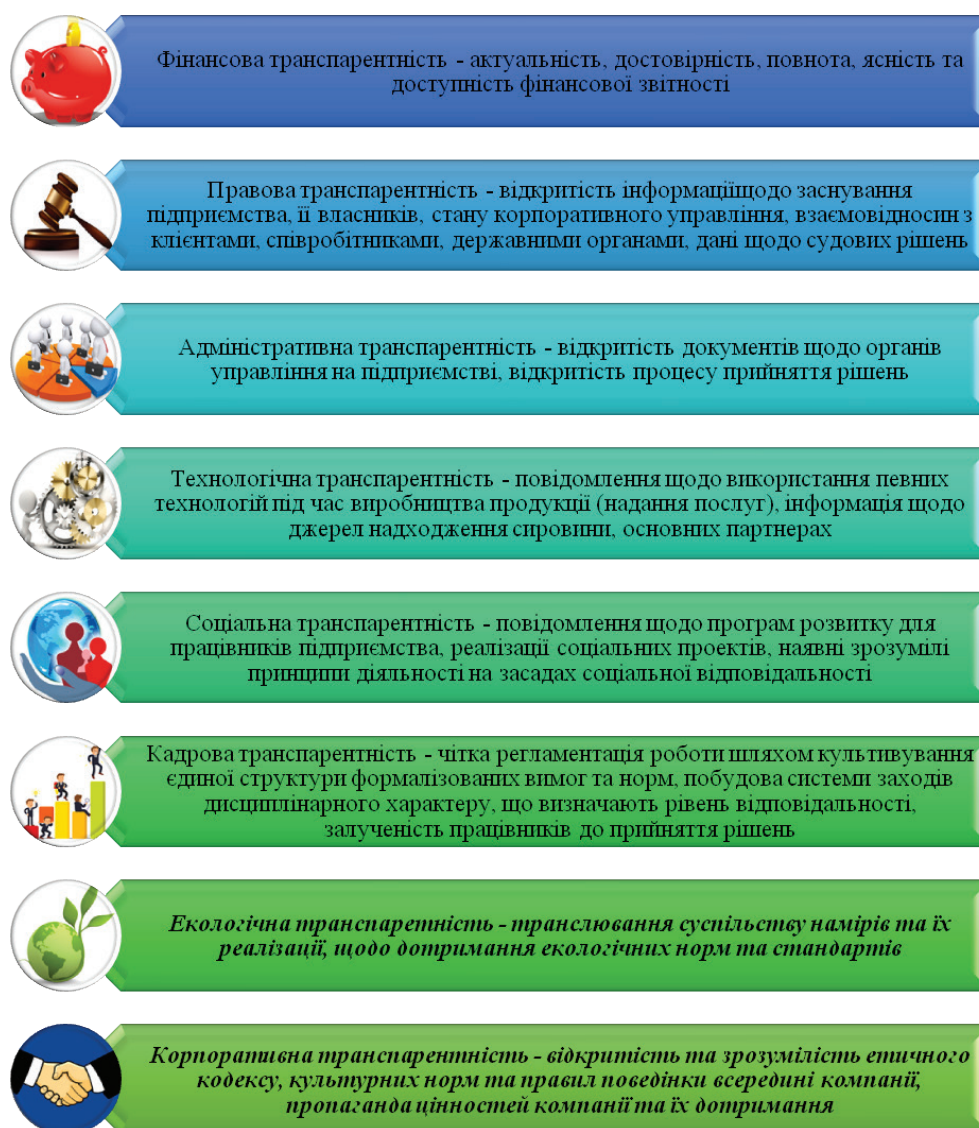 Фінансова транспарентність - актуальність, достовірність, повнота, ясність та
доступність фінансової звітності
Правова транспарентність - відкритість інформаціїщодо заснування
підприємства, її власників, стану корпоративного управління, взаємовідносин з
клієнтами, співробітниками, державними органами, дані щодо судових рішень
Адміністративна транспарентність - відкритість документів щодо органів
управління на підприємстві, відкритість процесу прийняття рішень
Технологічна транспарентність - повідомлення щодо використання певних
технологій під час виробництва продукції (надання послуг), інформація щодо
джерел надходження сировини, основних партнерах
Соціальна транспарентність - повідомлення щодо програм розвитку для
працівників підприємства, реалізації соціальних проектів, наявні зрозумілі
принципи діяльності на засадах соціальної відповідальності
Кадрова транспарентність - чітка регламентація роботи шляхом культивування
єдиної структури формалізованих вимог та норм, побудова системи заходів
дисциплінарного характеру, що визначають рівень відповідальності,
залученість працівників до прийняття рішень
Екологічна транспаретність - транслювання суспільству намірів та їх
реалізації, щодо дотримання екологічних норм та стандартів
Корпоративна транспарентність - відкритість та зрозумілість етичного
кодексу, культурних норм та правил поведінки всередині компанії,
пропаганда цінностей компанії та їх дотримання